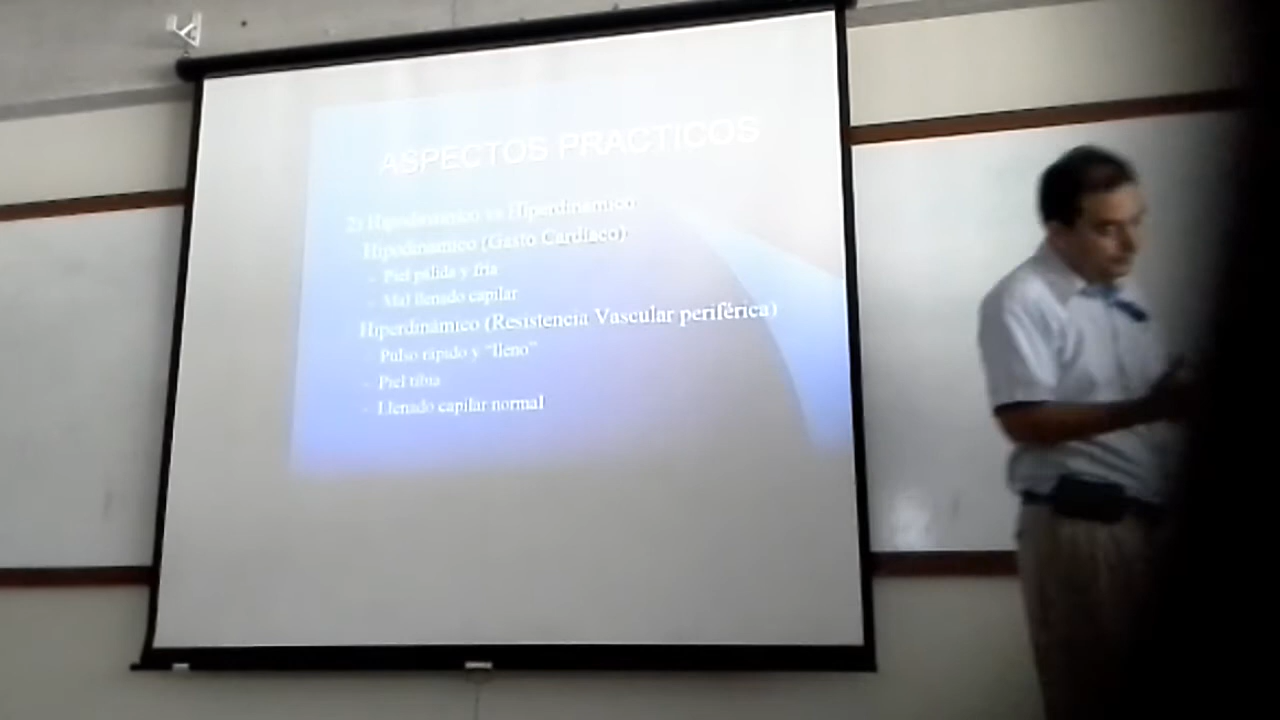 ASPECTOS PRACTICOS
2) Hipodinámico vs Hiperdinámico
Hipodinámico (Gasto Cardíaco)
- Piel pálida y fría
- Mal llenado capilar
Hiperdinámico (Resistencia Vascular periférica)
- Pulso rápido y "lleno"
- Piel tibia
- Llenado capilar normal